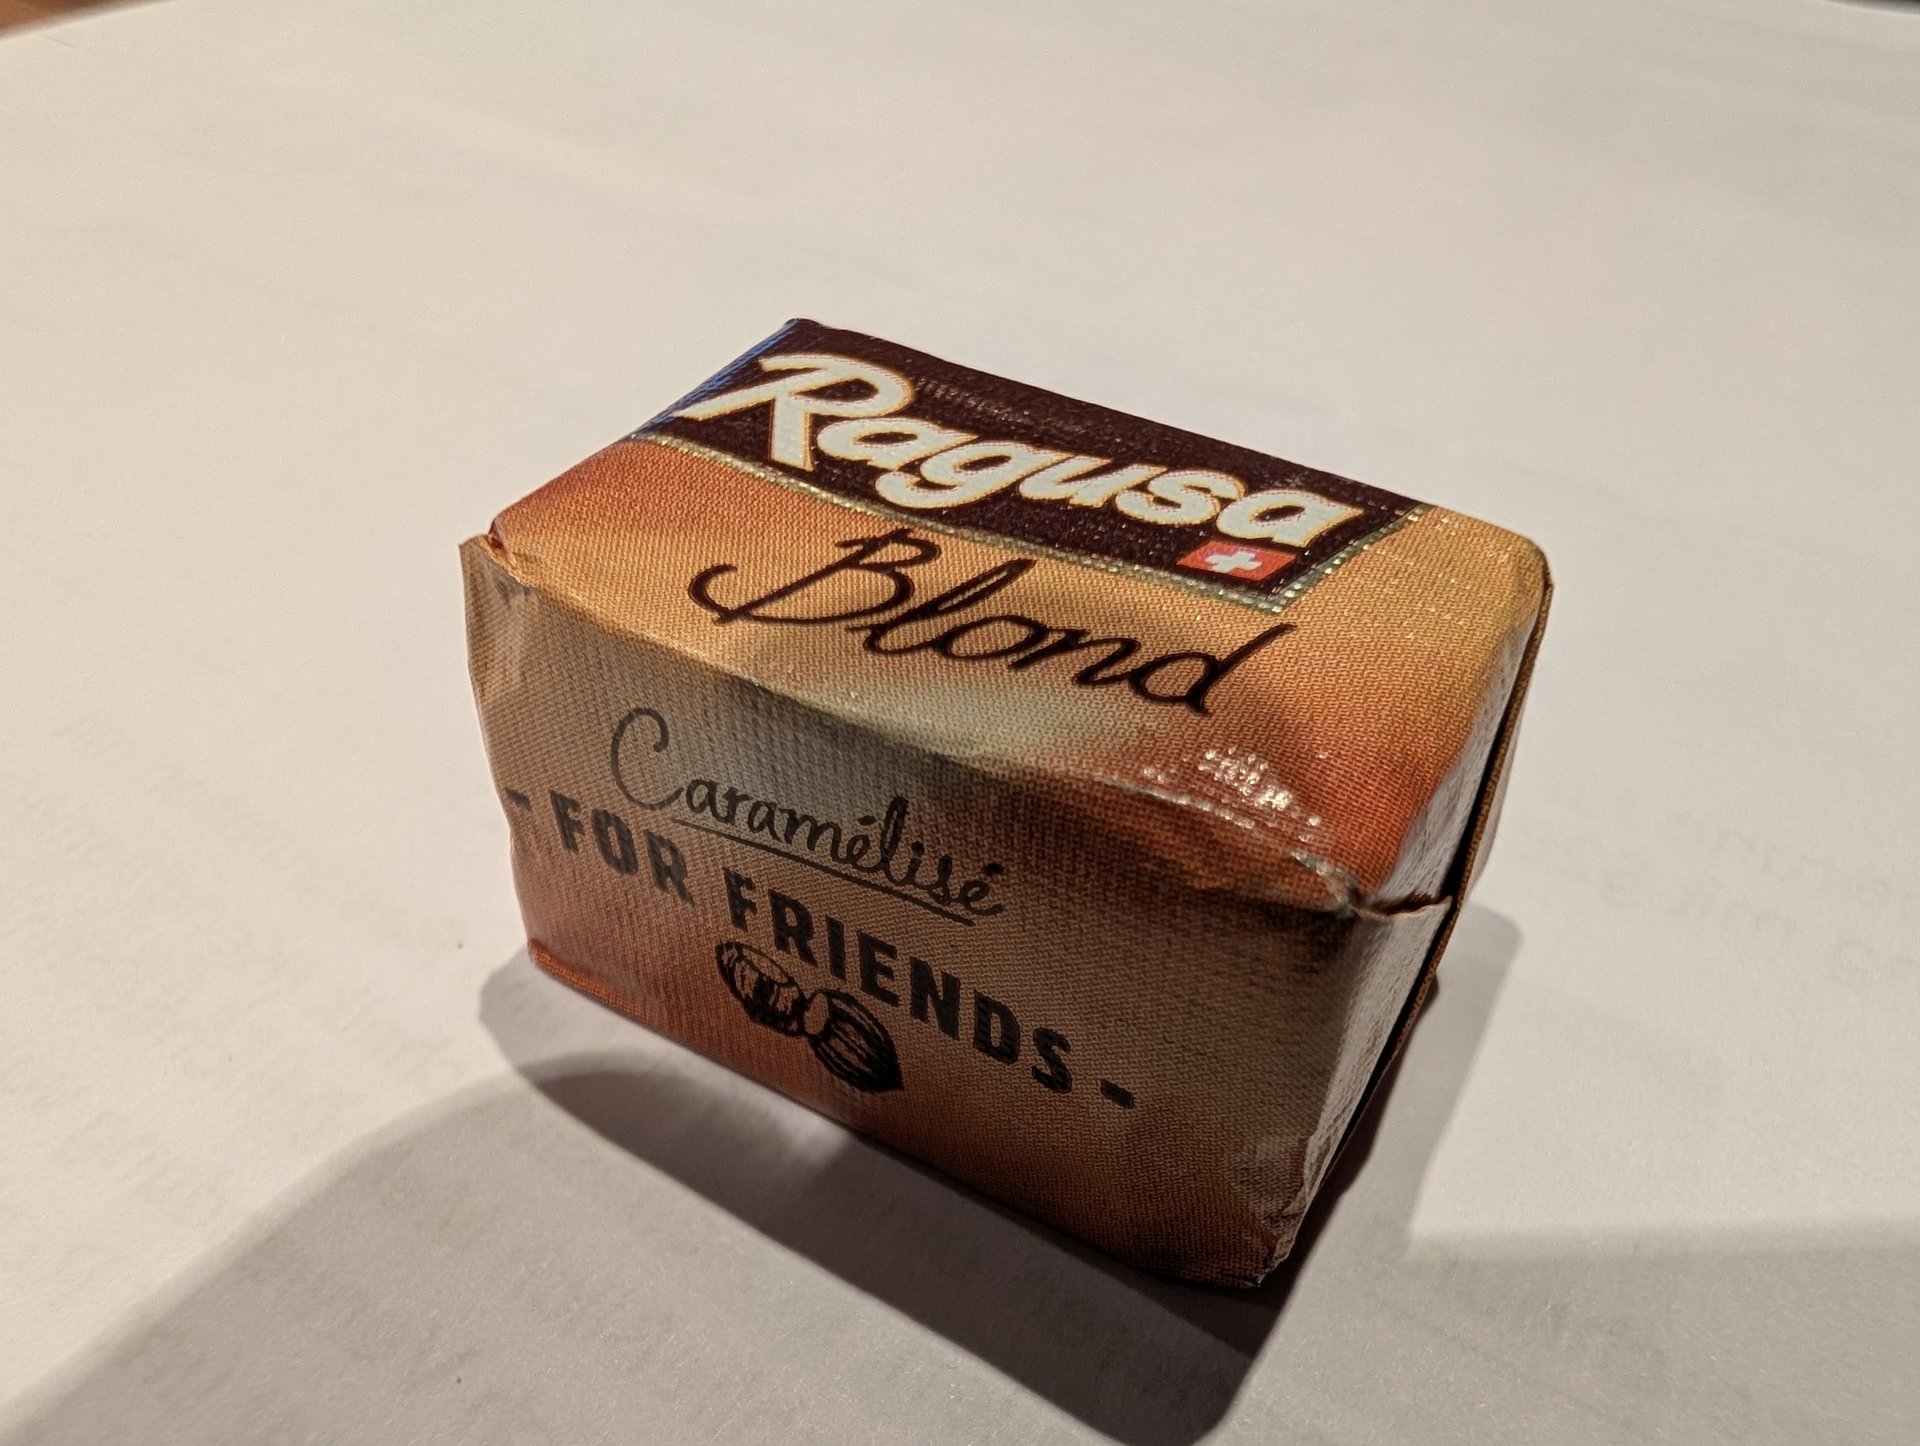 Ragusa
Blond
Caramélisé
- FOR FRIENDS -